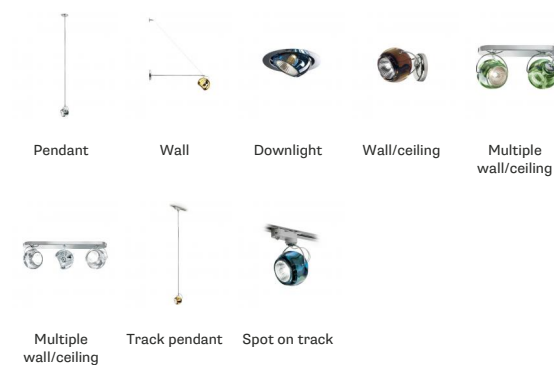 Pendant
Wall
Downlight
Wall/ceiling
Multiple
wall/ceiling
Multiple
wall/ceiling
Track pendant
Spot on track